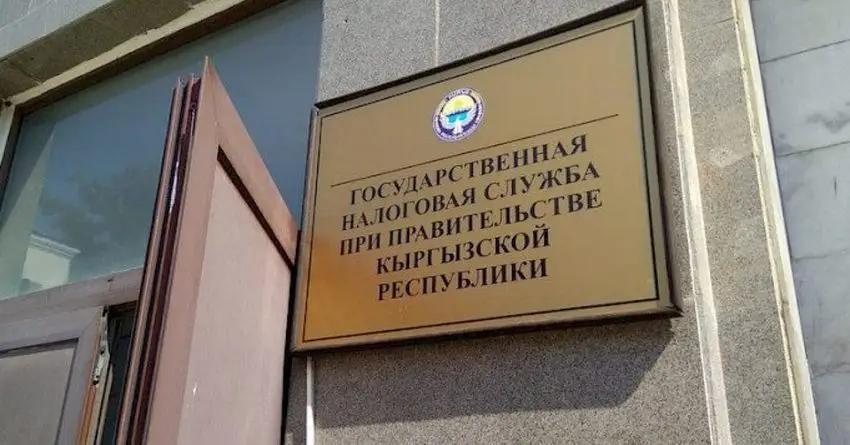 ГОСУДАРСТВЕННАЯ
НАЛОГОВАЯ СЛУЖБА
ПРИ ПРАВИТЕЛЬСТВЕ
КЫРГЫЗСКОЙ
РЕСПУБЛИКИ